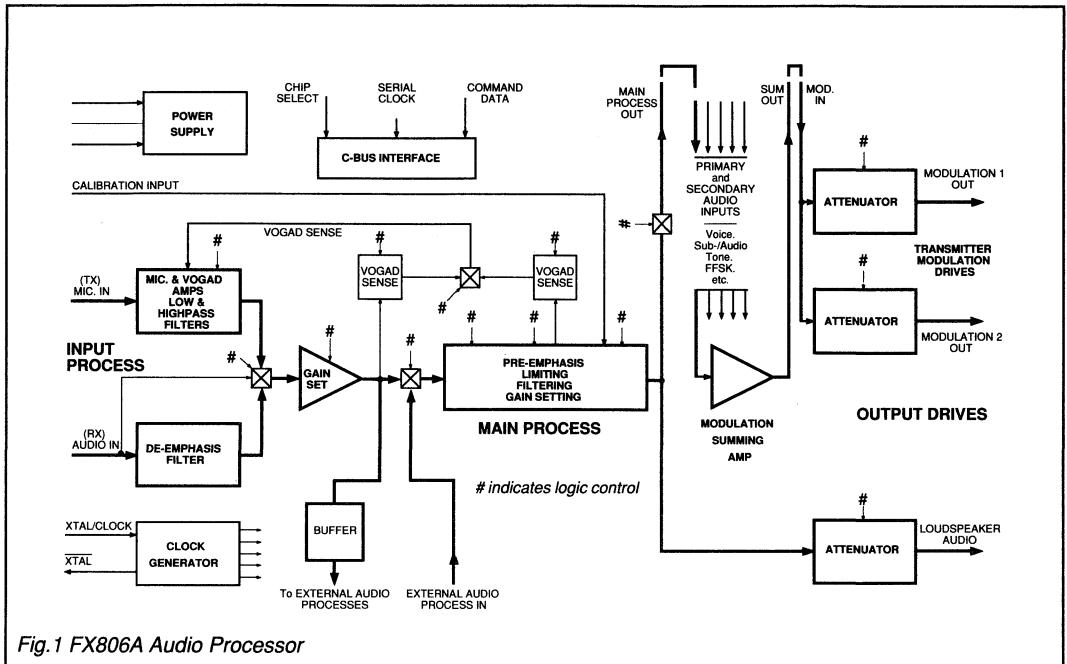 CHIP
SELECT
SERIAL
CLOCK
COMMAND
DATA
MAIN
PROCESS
OUT
SUM
OUT
MOD.
IN
POWER
SUPPLY
C-BUS INTERFACE
#
PRIMARY
and
SECONDARY
AUDIO
INPUTS
MODULATION 1
OUT
ATTENUATOR
CALIBRATION INPUT
#
VOGAD SENSE
#
#
#
Voice.
Sub-/Audio
Tone.
FFSK.
etc.
TRANSMITTER
MODULATION
DRIVES
#
VOGAD
SENSE
VOGAD
SENSE
#
(TX)
MIC. IN
MIC. & VOGAD
AMPS
LOW &
HIGHPASS
FILTERS
ATTENUATOR
MODULATION 2
OUT
#
#
#
#
#
INPUT
PROCESS
#
GAIN
SET
PRE-EMPHASIS
LIMITING
FILTERING
GAIN SETTING
(RX)
AUDIO IN
DE-EMPHASIS
FILTER
MAIN PROCESS
MODULATION
SUMMING
AMP
OUTPUT DRIVES
# indicates logic control
#
XTAL/CLOCK
XTAL
CLOCK
GENERATOR
BUFFER
ATTENUATOR
LOUDSPEAKER
AUDIO
To EXTERNAL AUDIO
PROCESSES
EXTERNAL AUDIO
PROCESS IN
Fig.1 FX806A Audio Processor